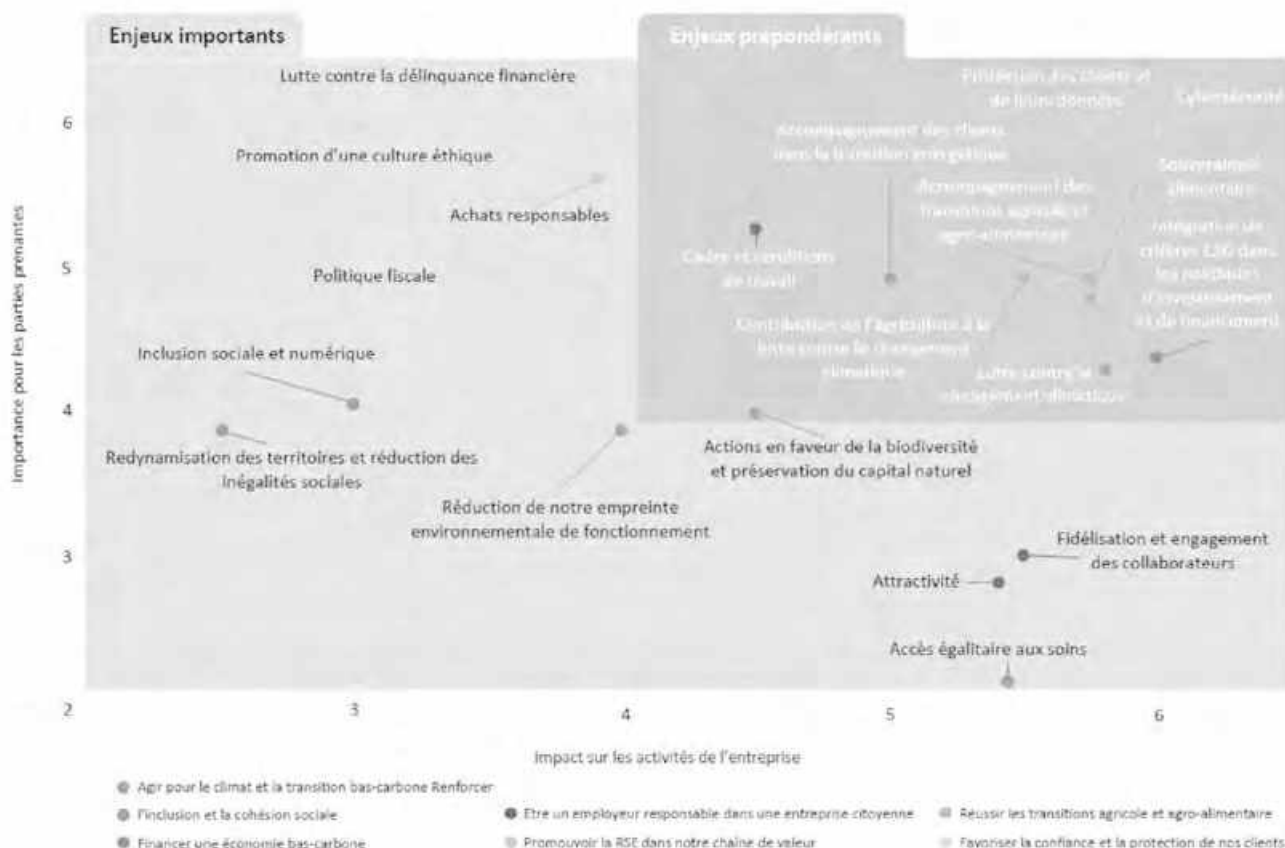 Enjeux importants
Enjeux prépondérants
Lutte contre la délinquance financière
Protection des clients et
de leurs données
Cybersécurité
6
Accompagnement des clients
dans la transition énergétique
Promotion d'une culture éthique
Souveraineté
alimentaire
Accompagnement des
transitions agricole et
agro-alimentaire
Achats responsables
Intégration de
critères ESG dans
les politiques
d'investissement
et de financement
Cadre et conditions
de travail
5
Politique fiscale
Contribution de l'agriculture à la
lutte contre le changement
climatique
Inclusion sociale et numérique
Lutte contre le
changement climatique
4
Redynamisation des territoires et réduction des
inégalités sociales
Actions en faveur de la biodiversité
et préservation du capital naturel
Réduction de notre empreinte
environnementale de fonctionnement
3
Fidélisation et engagement
des collaborateurs
Attractivité
Accès égalitaire aux soins
2
3
4
5
6
Importance pour les parties prenantes
Impact sur les activités de l'entreprise
Agir pour le climat et la transition bas-carbone Renforcer
l'inclusion et la cohésion sociale
Etre un employeur responsable dans une entreprise citoyenne
Réussir les transitions agricole et agro-alimentaire
Financer une économie bas-carbone
Promouvoir la RSE dans notre chaîne de valeur
Favoriser la confiance et la protection de nos clients